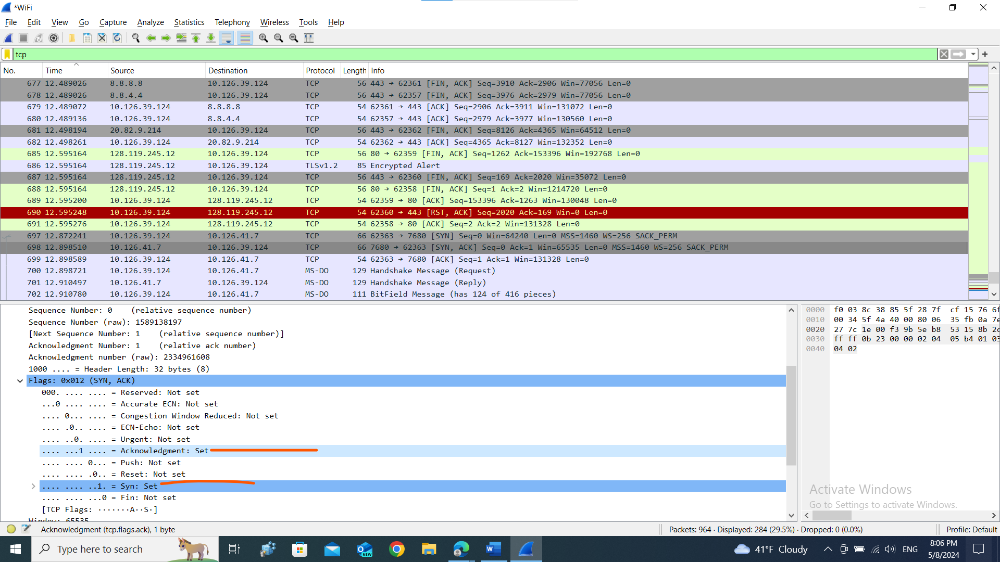 *WiFi
File Edit View Go Capture Analyze Statistics Telephony Wireless Tools Help
tcp
No. Time Source Destination Protocol Length Info
677 12.489026 8.8.8.8 10.126.39.124 TCP 56 443 → 62361 [FIN, ACK] Seq=3910 Ack=2906 Win=77056 Len=0
678 12.489026 8.8.4.4 10.126.39.124 TCP 56 443 → 62357 [FIN, ACK] Seq=3976 Ack=2979 Win=77056 Len=0
679 12.489072 10.126.39.124 8.8.8.8 TCP 54 62361 → 443 [ACK] Seq=2906 Ack=3911 Win=131072 Len=0
680 12.489136 10.126.39.124 8.8.4.4 TCP 54 62357 → 443 [ACK] Seq=2979 Ack=3977 Win=130560 Len=0
681 12.498194 20.82.9.214 10.126.39.124 TCP 56 443 → 62362 [FIN, ACK] Seq=8126 Ack=4365 Win=64512 Len=0
682 12.498261 10.126.39.124 20.82.9.214 TCP 54 62362 → 443 [ACK] Seq=4365 Ack=8127 Win=132352 Len=0
685 12.595164 128.119.245.12 10.126.39.124 TCP 56 80 → 62359 [FIN, ACK] Seq=1262 Ack=153396 Win=192768 Len=0
686 12.595164 128.119.245.12 10.126.39.124 TLSv1.2 85 Encrypted Alert
687 12.595164 128.119.245.12 10.126.39.124 TCP 56 443 → 62360 [FIN, ACK] Seq=169 Ack=2020 Win=35072 Len=0
688 12.595164 128.119.245.12 10.126.39.124 TCP 56 80 → 62358 [FIN, ACK] Seq=1 Ack=2 Win=1214720 Len=0
689 12.595200 10.126.39.124 128.119.245.12 TCP 54 62359 → 80 [ACK] Seq=153396 Ack=1263 Win=130048 Len=0
690 12.595248 10.126.39.124 128.119.245.12 TCP 54 62360 → 443 [RST, ACK] Seq=2020 Ack=169 Win=0 Len=0
691 12.595276 10.126.39.124 128.119.245.12 TCP 54 62358 → 80 [ACK] Seq=2 Ack=2 Win=131328 Len=0
697 12.872241 10.126.39.124 10.126.41.7 TCP 66 62363 → 7680 [SYN] Seq=0 Win=64240 Len=0 MSS=1460 WS=256 SACK_PERM
698 12.898510 10.126.41.7 10.126.39.124 TCP 66 7680 → 62363 [SYN, ACK] Seq=0 Ack=1 Win=65535 Len=0 MSS=1460 WS=256 SACK_PERM
699 12.898589 10.126.39.124 10.126.41.7 TCP 54 62363 → 7680 [ACK] Seq=1 Ack=1 Win=131328 Len=0
700 12.898721 10.126.39.124 10.126.41.7 MS-DO 129 Handshake Message (Request)
701 12.910497 10.126.41.7 10.126.39.124 MS-DO 129 Handshake Message (Reply)
702 12.910780 10.126.39.124 10.126.41.7 MS-DO 111 BitField Message (has 124 of 416 pieces)
Sequence Number: 0 (relative sequence number)
Sequence Number (raw): 1589138197
[Next Sequence Number: 1 (relative sequence number)]
Acknowledgment Number: 1 (relative ack number)
Acknowledgment number (raw): 2334961608
1000 .... = Header Length: 32 bytes (8)
Flags: 0x012 (SYN, ACK)
000. .... .... = Reserved: Not set
...0 .... .... = Accurate ECN: Not set
.... 0... .... = Congestion Window Reduced: Not set
.... .0.. .... = ECN-Echo: Not set
.... ..0. .... = Urgent: Not set
.... ...1 .... = Acknowledgment: Set
.... .... 0... = Push: Not set
.... .... .0.. = Reset: Not set
.... .... ..1. = Syn: Set
.... .... ...0 = Fin: Not set
[TCP Flags: ·······A··S·]
Window: 65535
0000 f0 03 8c 38 85 5f 28 7f cf 15 76 6f
0010 00 34 5f 4a 40 00 80 06 35 fb 0a 7e
0020 27 7c 1e 00 f3 9b 5e b8 53 15 8b 2c
0030 ff ff 0b 23 00 00 02 04 05 b4 01 03
0040 04 02
Activate Windows
Go to Settings to activate Windows.
Acknowledgment (tcp.flags.ack), 1 byte
Packets: 964 · Displayed: 284 (29.5%) · Dropped: 0 (0.0%)
Profile: Default
Type here to search
NEW
41°F Cloudy
ENG
8:06 PM
5/8/2024